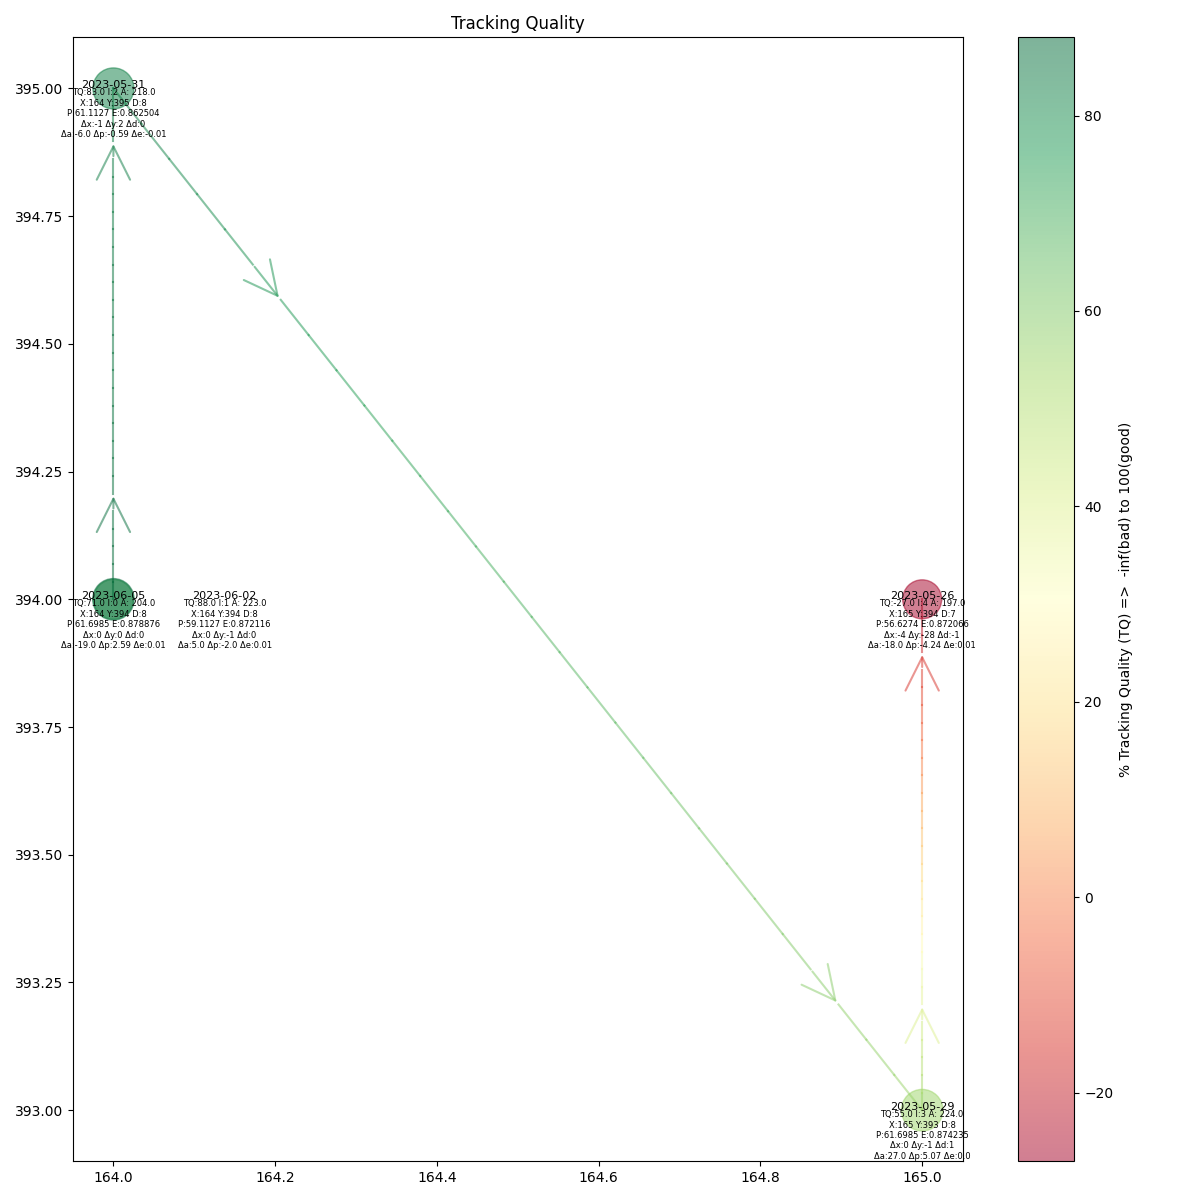 Tracking Quality
395.00
394.75
394.50
394.25
394.00
393.75
393.50
393.25
393.00
164.0
164.2
164.4
164.6
164.8
165.0
2023-05-31
TQ:83.0 I:2 A: 218.0
X:164 Y:395 D:8
P:61.1127 E:0.862504
Δx:-1 Δy:2 Δd:0
Δa:-6.0 Δp:-0.59 Δe:-0.01
2023-06-05
TQ:71.0 I:0 A: 204.0
X:164 Y:394 D:8
P:61.6985 E:0.878876
Δx:0 Δy:0 Δd:0
Δa:-19.0 Δp:2.59 Δe:0.01
2023-06-02
TQ:88.0 I:1 A: 223.0
X:164 Y:394 D:8
P:59.1127 E:0.872116
Δx:0 Δy:-1 Δd:0
Δa:5.0 Δp:-2.0 Δe:0.01
2023-05-26
TQ:-27.0 I:4 A: 197.0
X:165 Y:394 D:7
P:56.6274 E:0.872066
Δx:-4 Δy:-28 Δd:-1
Δa:-18.0 Δp:-4.24 Δe:0.01
2023-05-29
TQ:55.0 I:3 A: 224.0
X:165 Y:393 D:8
P:61.6985 E:0.874235
Δx:0 Δy:-1 Δd:1
Δa:27.0 Δp:5.07 Δe:0.0
80
60
40
20
0
−20
% Tracking Quality (TQ) => -inf(bad) to 100(good)